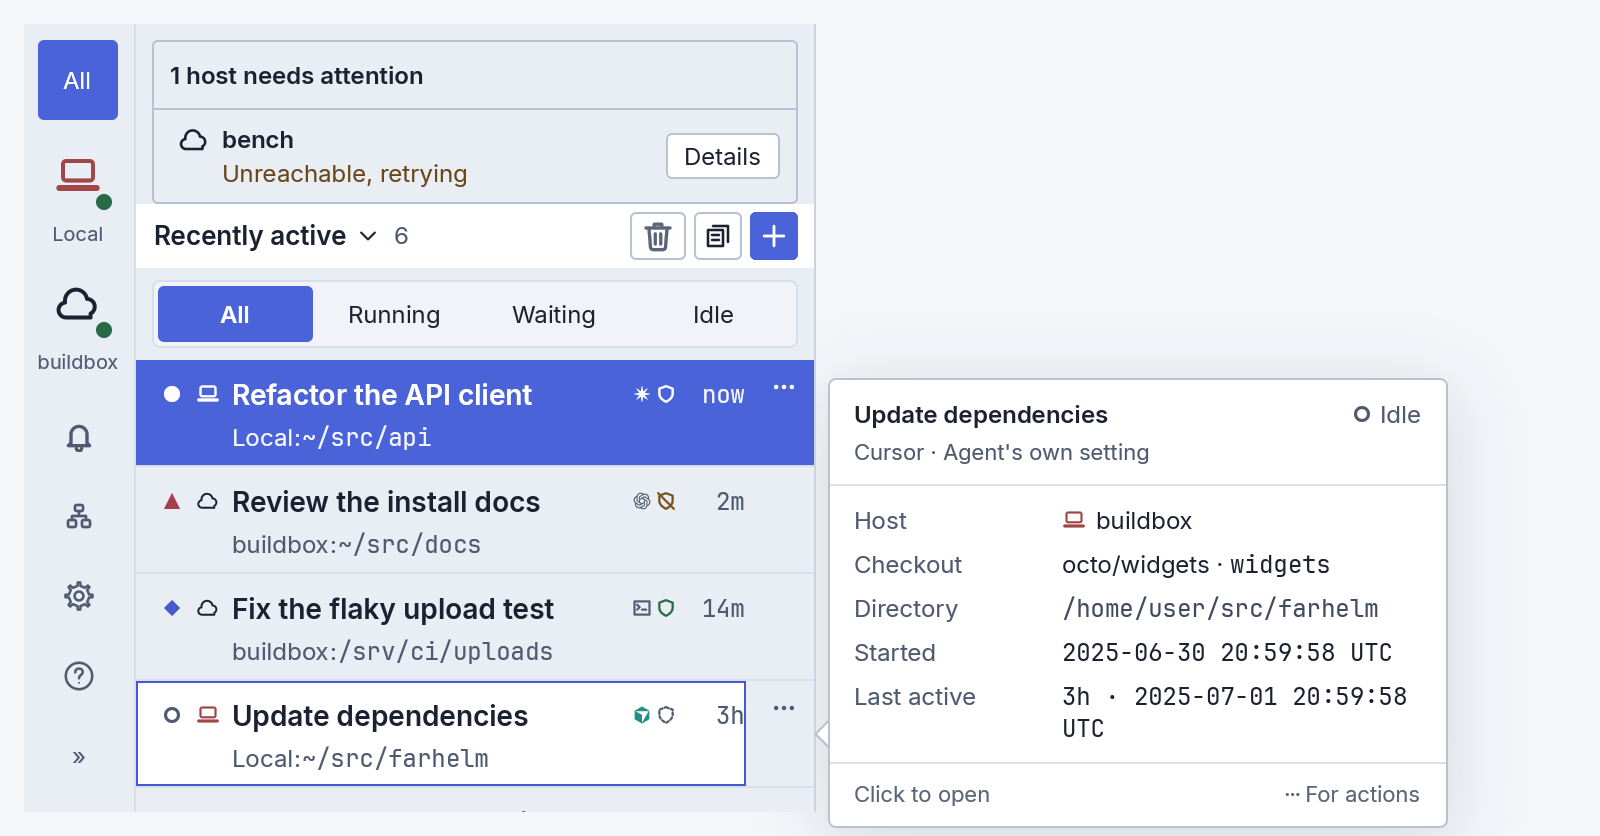 All
Local
buildbox
»
1 host needs attention
bench
Unreachable, retrying
Details
Recently active 6
All Running Waiting Idle
Refactor the API client now ···
Local:~/src/api
Review the install docs 2m
buildbox:~/src/docs
Fix the flaky upload test 14m
buildbox:/srv/ci/uploads
Update dependencies 3h ···
Local:~/src/farhelm
Update dependencies Idle
Cursor · Agent's own setting
Host buildbox
Checkout octo/widgets · widgets
Directory /home/user/src/farhelm
Started 2025-06-30 20:59:58 UTC
Last active 3h · 2025-07-01 20:59:58
UTC
Click to open ··· For actions